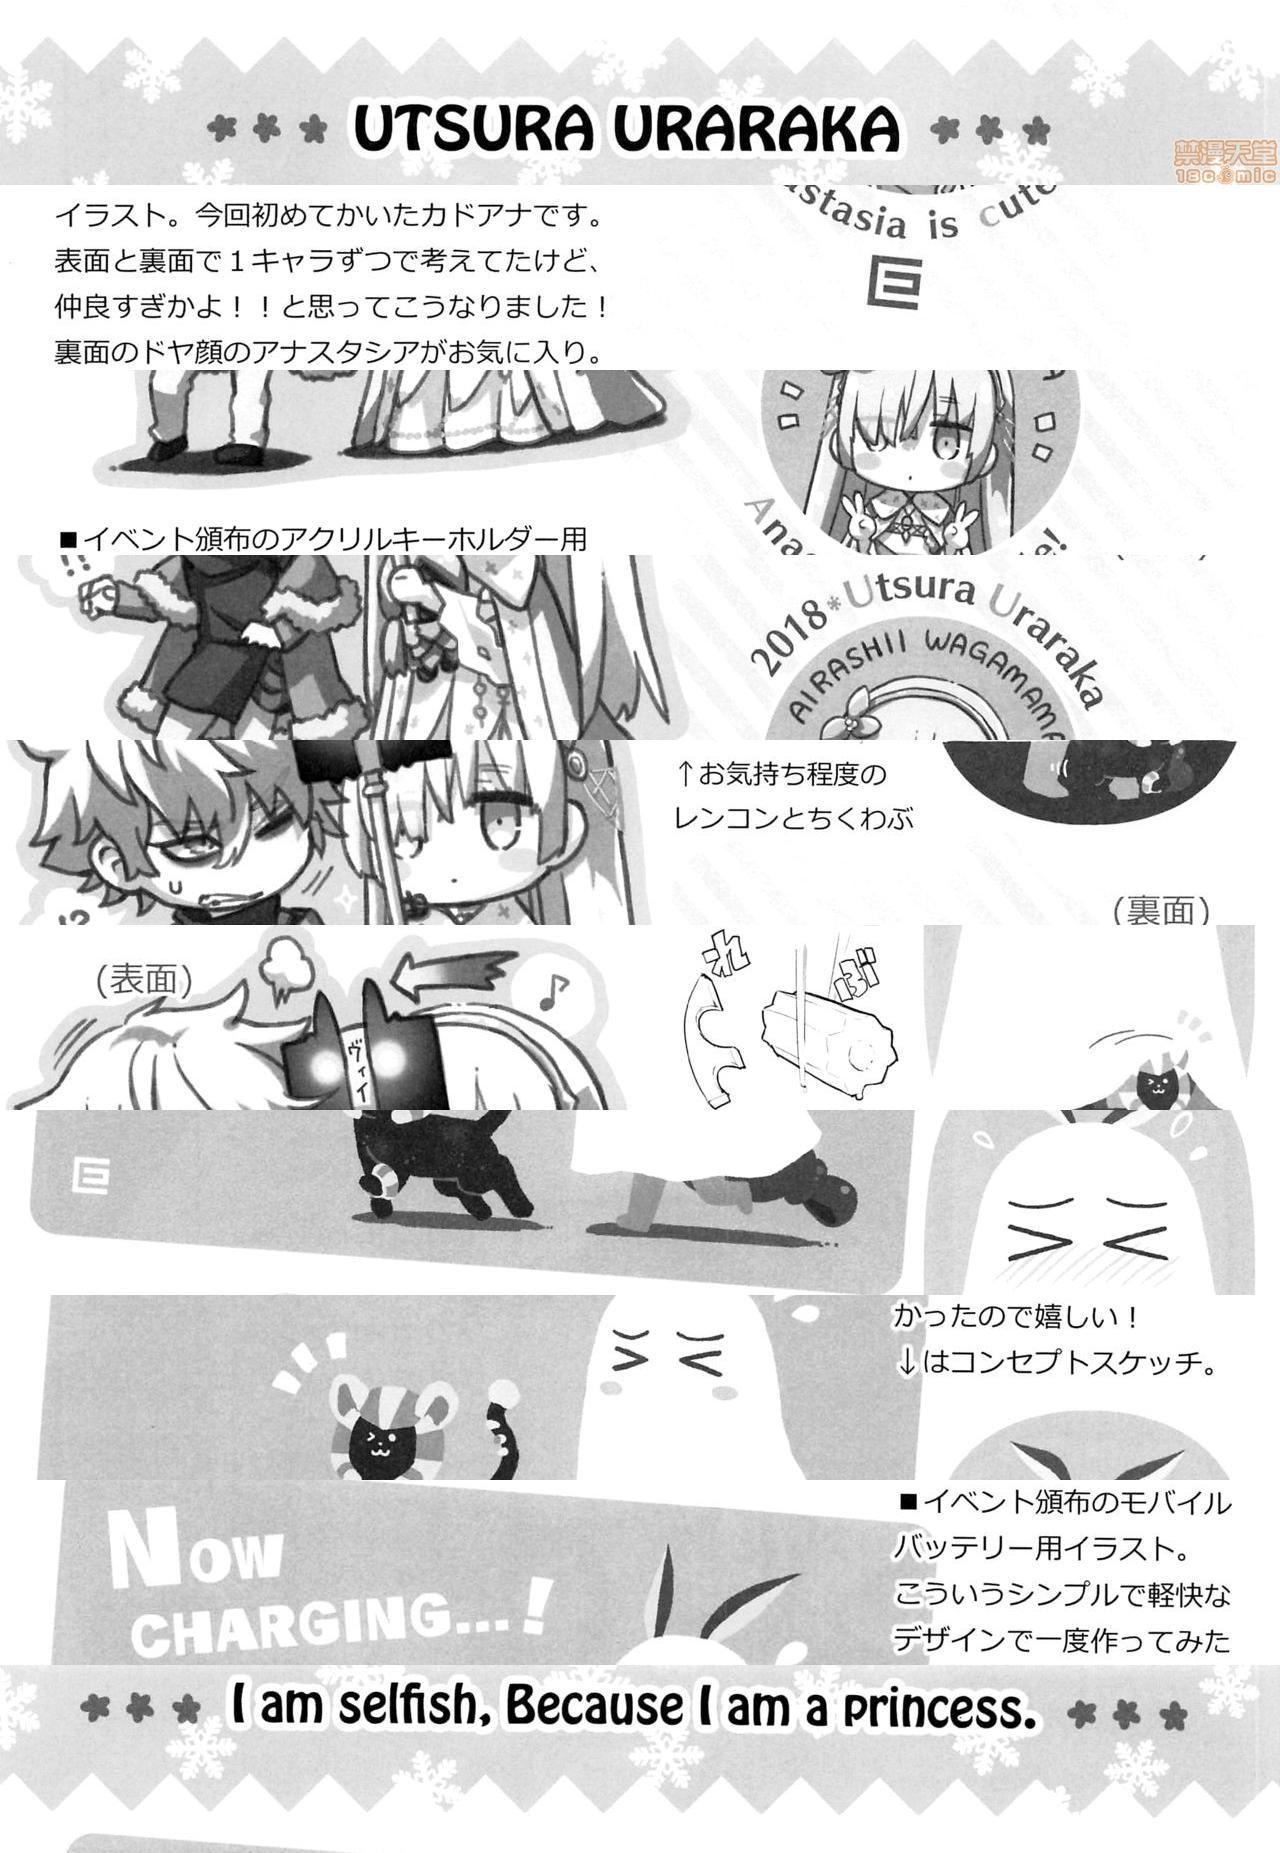 UTSURA URARAKA
禁漫天堂
18comic
イラスト。今回初めてかいたカドアナです。
表面と裏面で1キャラずつで考えてたけど、
仲良すぎかよ！！と思ってこうなりました！
裏面のドヤ顔のアナスタシアがお気に入り。
stasia is cute
■イベント頒布のアクリルキーホルダー用
Ana
e!
!!
2018*Utsura Uraraka
AIRASHII WAGAMAMA
↑お気持ち程度の
レンコンとちくわぶ
(裏面)
(表面)
れ
ぶ
ヴィイ
かったので嬉しい！
↓はコンセプトスケッチ。
■イベント頒布のモバイル
バッテリー用イラスト。
こういうシンプルで軽快な
デザインで一度作ってみた
NOW
CHARGING...!
I am selfish, Because I am a princess.